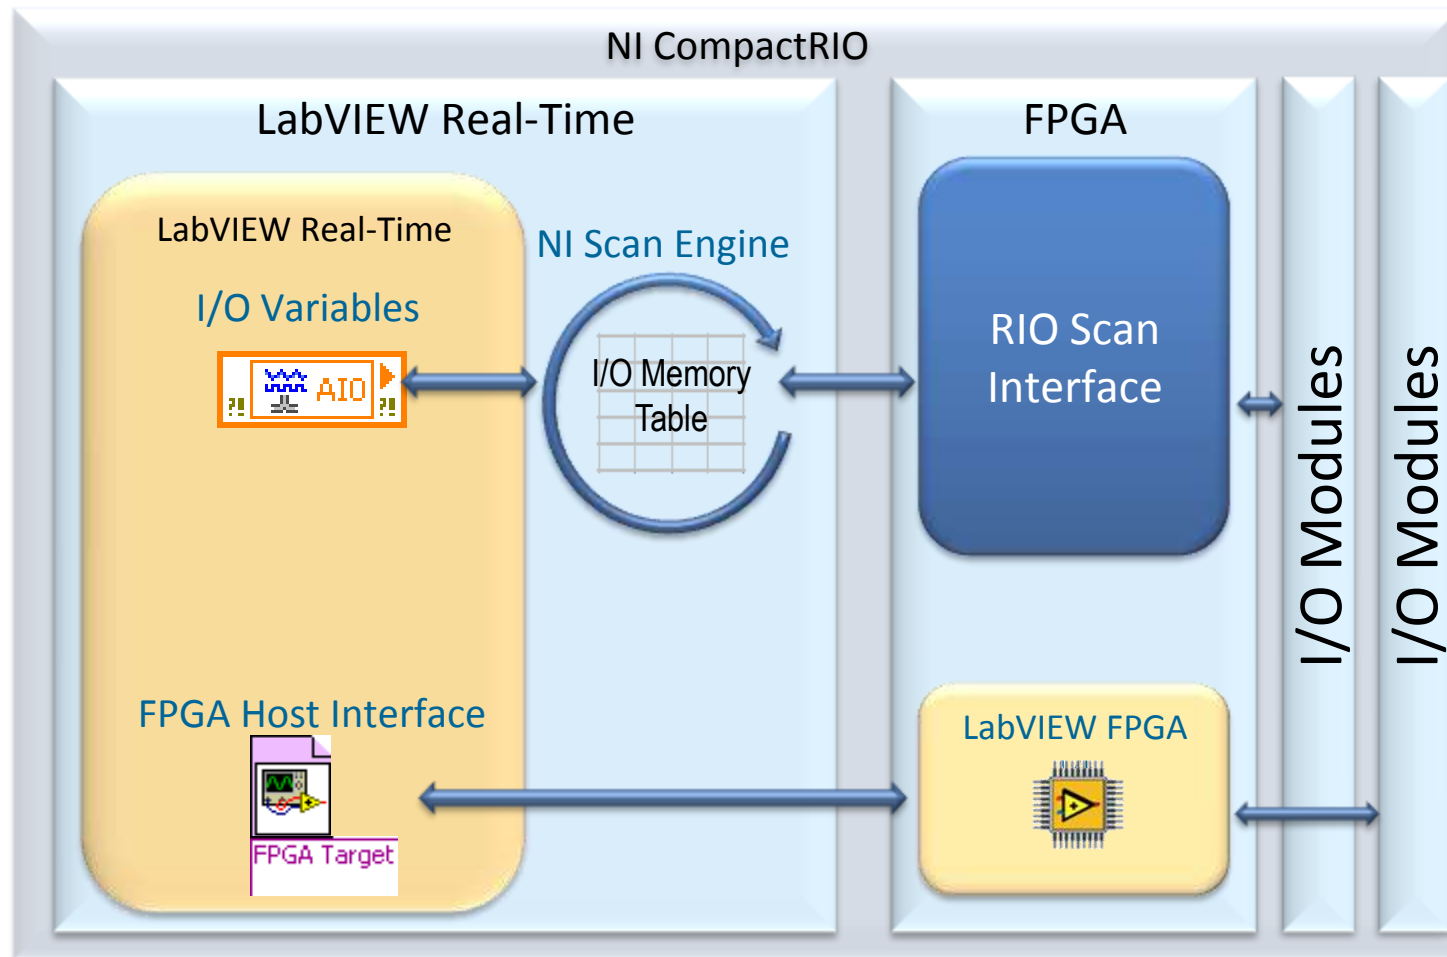 NI CompactRIO
LabVIEW Real-Time
LabVIEW Real-Time
I/O Variables
?! AIO ?!
FPGA Host Interface
FPGA Target
NI Scan Engine
I/O Memory
Table
FPGA
RIO Scan
Interface
LabVIEW FPGA
I/O Modules
I/O Modules